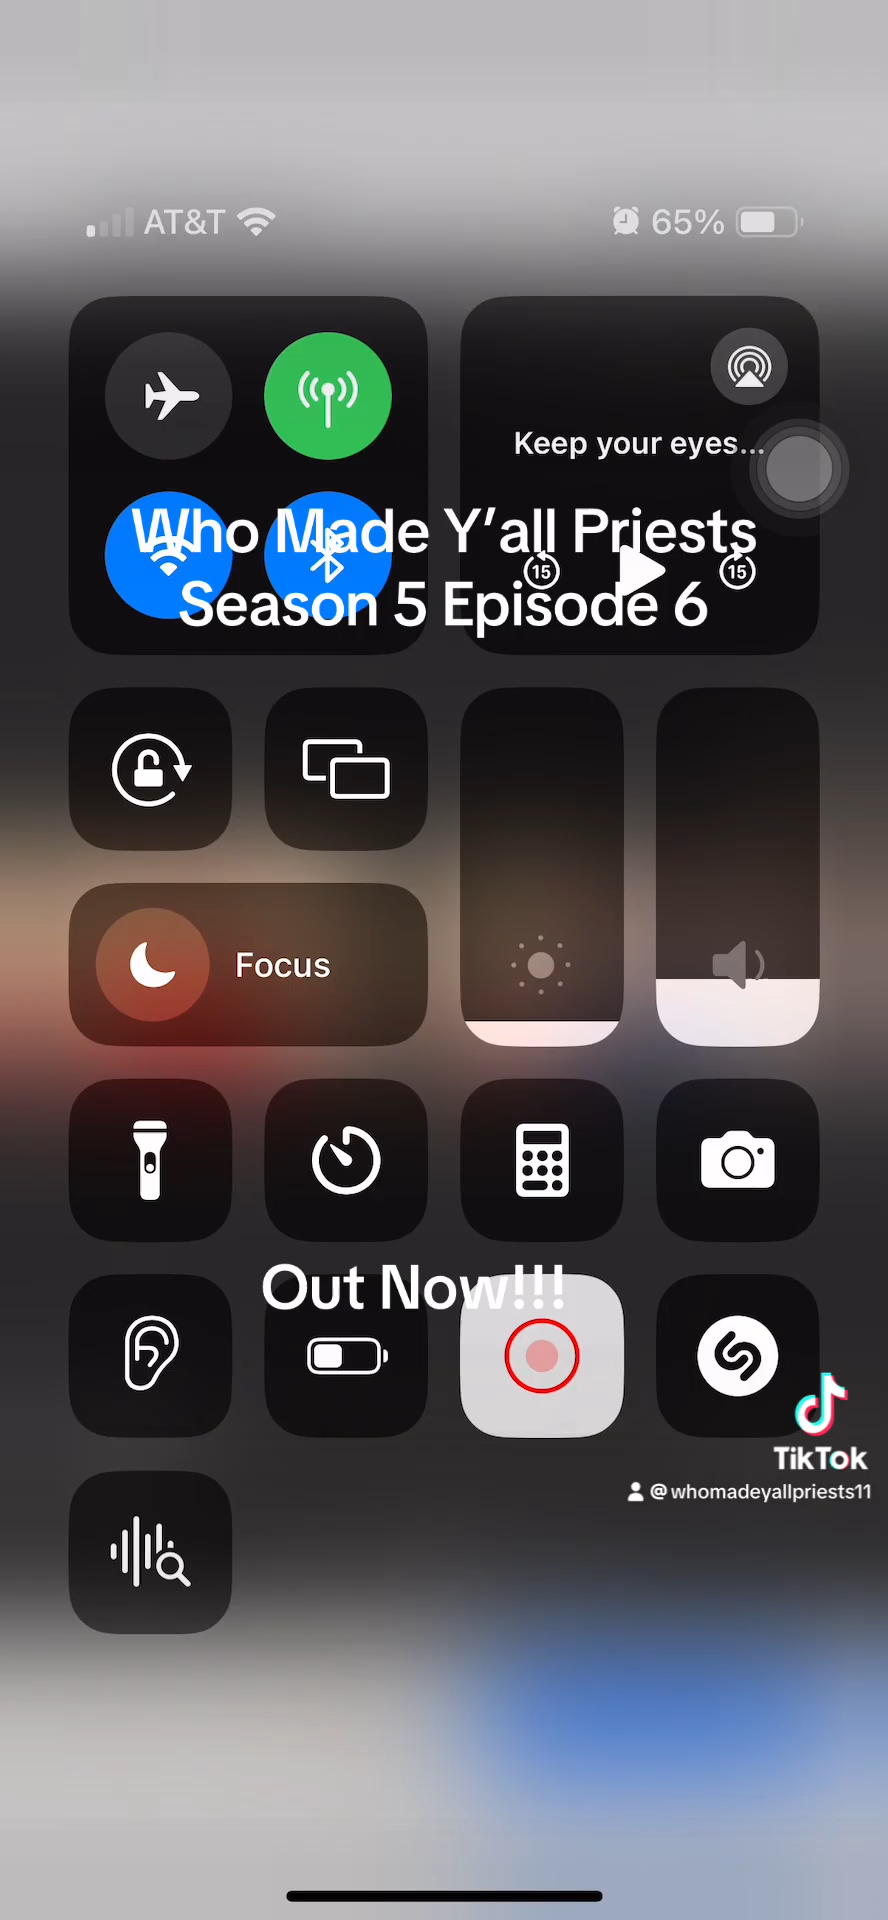 AT&T 65%
Keep your eyes...
Who Made Y’all Priests
15 15
Season 5 Episode 6
Focus
Out Now!!!
TikTok
@whomadeyallpriests11